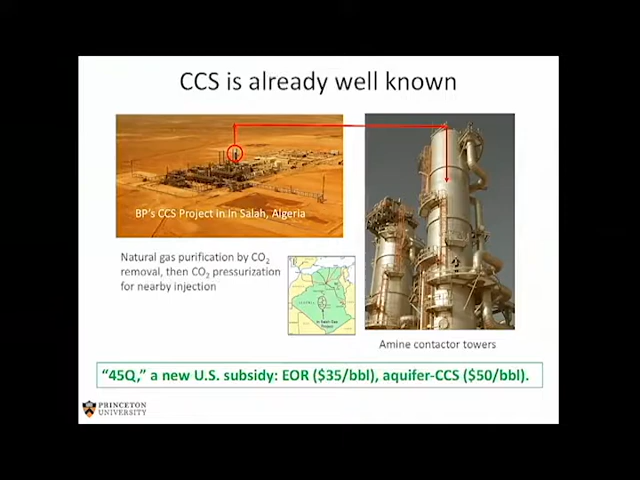 CCS is already well known
BP's CCS Project in In Salah, Algeria
Natural gas purification by CO₂
removal, then CO₂ pressurization
for nearby injection
Amine contactor towers
"45Q," a new U.S. subsidy: EOR ($35/bbl), aquifer-CCS ($50/bbl).
PRINCETON
UNIVERSITY